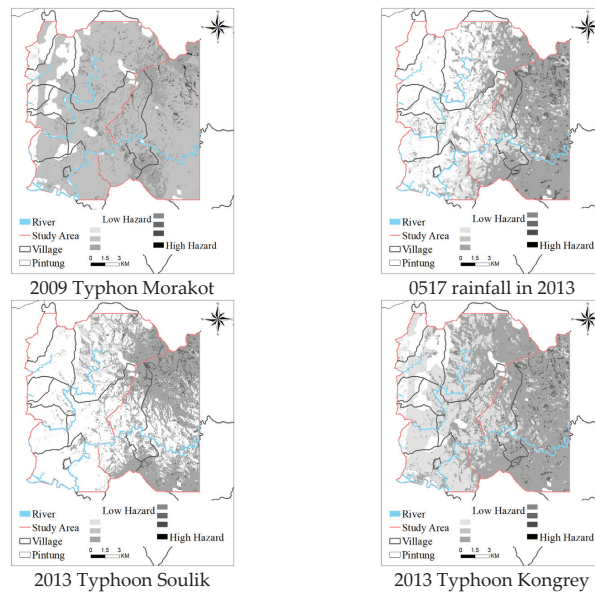 River
Study Area
Village
Pintung
Low Hazard
High Hazard
0 1.5 3
KM
2009 Typhon Morakot
River
Study Area
Village
Pintung
Low Hazard
High Hazard
0 1.5 3
KM
0517 rainfall in 2013
River
Study Area
Village
Pintung
Low Hazard
High Hazard
0 1.5 3
KM
2013 Typhoon Soulik
River
Study Area
Village
Pintung
Low Hazard
High Hazard
0 1.5 3
KM
2013 Typhoon Kongrey